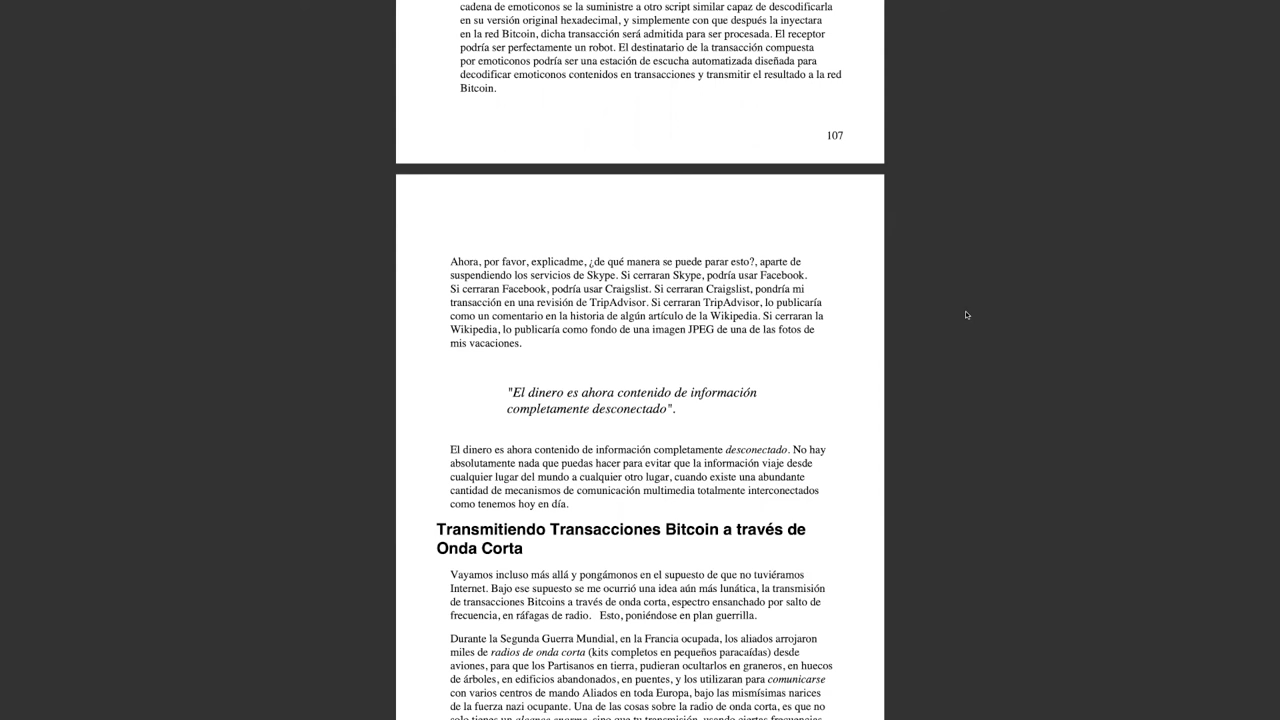 cadena de emoticonos se la suministre a otro script similar capaz de descodificarla
en su versión original hexadecimal, y simplemente con que después la inyectara
en la red Bitcoin, dicha transacción será admitida para ser procesada. El receptor
podría ser perfectamente un robot. El destinatario de la transacción compuesta
por emoticonos podría ser una estación de escucha automatizada diseñada para
decodificar emoticonos contenidos en transacciones y transmitir el resultado a la red
Bitcoin.
107
Ahora, por favor, explicadme, ¿de qué manera se puede parar esto?, aparte de
suspendiendo los servicios de Skype. Si cerraran Skype, podría usar Facebook.
Si cerraran Facebook, podría usar Craigslist. Si cerraran Craigslist, pondría mi
transacción en una revisión de TripAdvisor. Si cerraran TripAdvisor, lo publicaría
como un comentario en la historia de algún artículo de la Wikipedia. Si cerraran la
Wikipedia, lo publicaría como fondo de una imagen JPEG de una de las fotos de
mis vacaciones.
"El dinero es ahora contenido de información
completamente desconectado".
El dinero es ahora contenido de información completamente desconectado. No hay
absolutamente nada que puedas hacer para evitar que la información viaje desde
cualquier lugar del mundo a cualquier otro lugar, cuando existe una abundante
cantidad de mecanismos de comunicación multimedia totalmente interconectados
como tenemos hoy en día.
Transmitiendo Transacciones Bitcoin a través de
Onda Corta
Vayamos incluso más allá y pongámonos en el supuesto de que no tuviéramos
Internet. Bajo ese supuesto se me ocurrió una idea aún más lunática, la transmisión
de transacciones Bitcoins a través de onda corta, espectro ensanchado por salto de
frecuencia, en ráfagas de radio. Esto, poniéndose en plan guerrilla.
Durante la Segunda Guerra Mundial, en la Francia ocupada, los aliados arrojaron
miles de radios de onda corta (kits completos en pequeños paracaídas) desde
aviones, para que los Partisanos en tierra, pudieran ocultarlos en graneros, en huecos
de árboles, en edificios abandonados, en puentes, y los utilizaran para comunicarse
con varios centros de mando Aliados en toda Europa, bajo las mismísimas narices
de la fuerza nazi ocupante. Una de las cosas sobre la radio de onda corta, es que no
solo tienes un alcance enorme, sino que tu transmisión, usando ciertas frecuencias